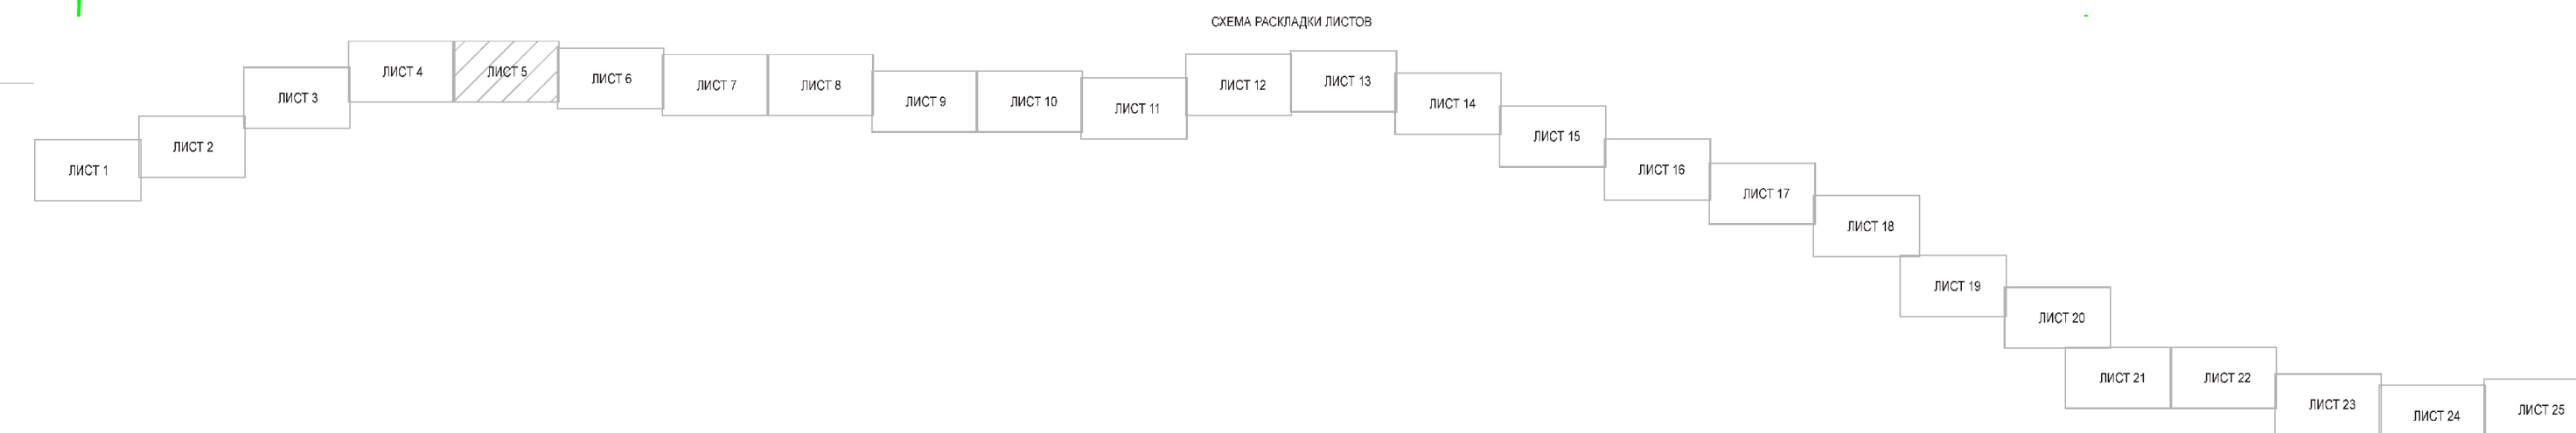 СХЕМА РАСКЛАДКИ ЛИСТОВ
ЛИСТ 1
ЛИСТ 2
ЛИСТ 3
ЛИСТ 4
ЛИСТ 5
ЛИСТ 6
ЛИСТ 7
ЛИСТ 8
ЛИСТ 9
ЛИСТ 10
ЛИСТ 11
ЛИСТ 12
ЛИСТ 13
ЛИСТ 14
ЛИСТ 15
ЛИСТ 16
ЛИСТ 17
ЛИСТ 18
ЛИСТ 19
ЛИСТ 20
ЛИСТ 21
ЛИСТ 22
ЛИСТ 23
ЛИСТ 24
ЛИСТ 25